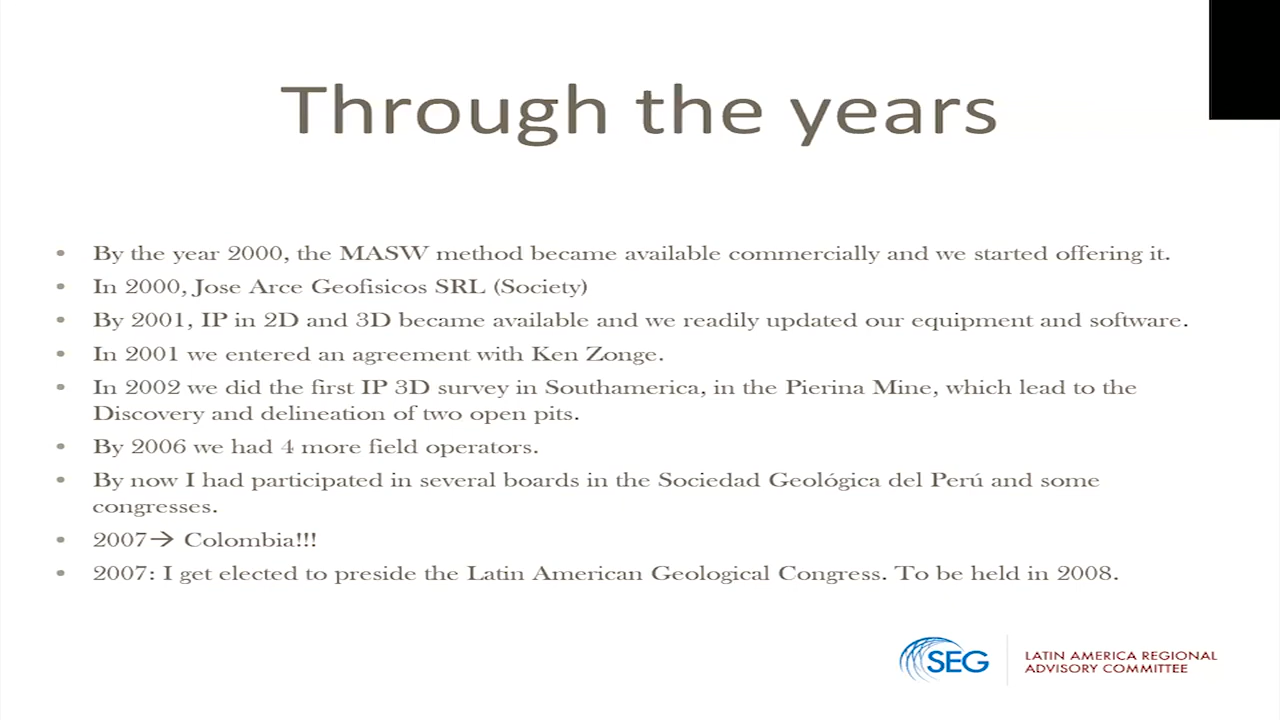 Through the years
• By the year 2000, the MASW method became available commercially and we started offering it.
• In 2000, Jose Arce Geofisicos SRL (Society)
• By 2001, IP in 2D and 3D became available and we readily updated our equipment and software.
• In 2001 we entered an agreement with Ken Zonge.
• In 2002 we did the first IP 3D survey in Southamerica, in the Pierina Mine, which lead to the
Discovery and delineation of two open pits.
• By 2006 we had 4 more field operators.
• By now I had participated in several boards in the Sociedad Geológica del Perú and some
congresses.
• 2007→ Colombia!!!
• 2007: I get elected to preside the Latin American Geological Congress. To be held in 2008.
SEG
LATIN AMERICA REGIONAL
ADVISORY COMMITTEE